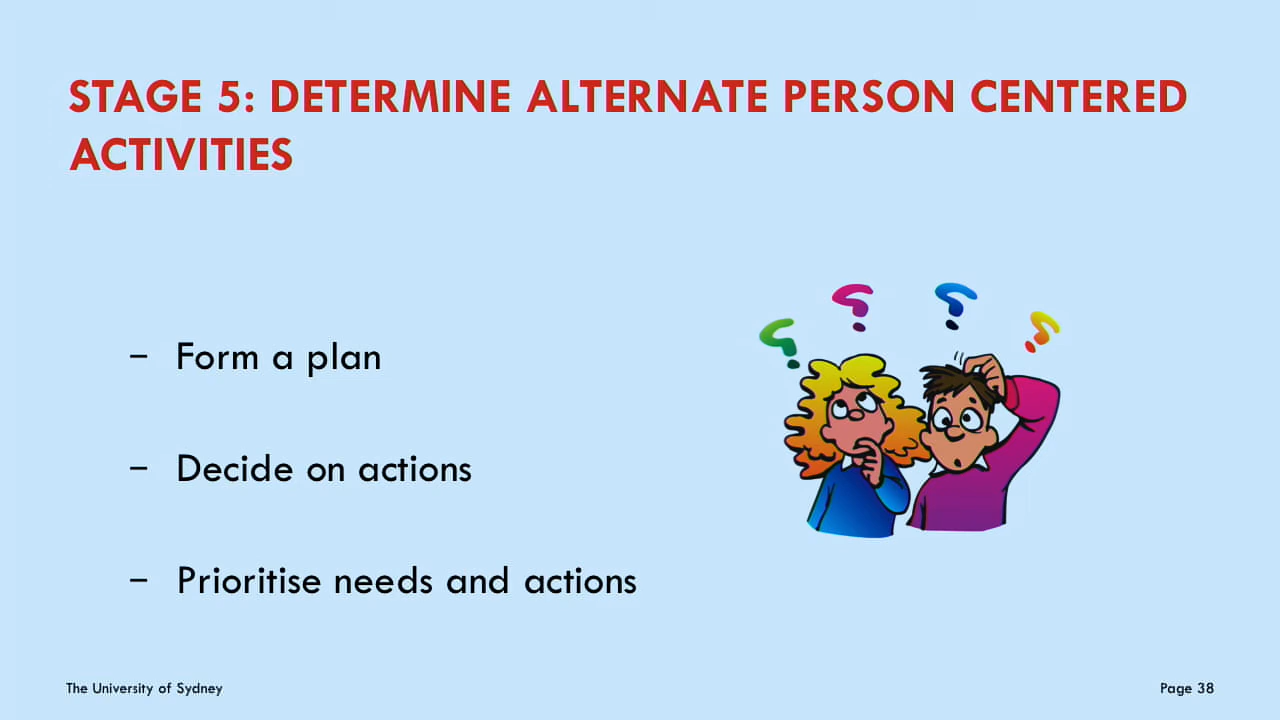 STAGE 5: DETERMINE ALTERNATE PERSON CENTERED
ACTIVITIES
– Form a plan
– Decide on actions
– Prioritise needs and actions
The University of Sydney
Page 38